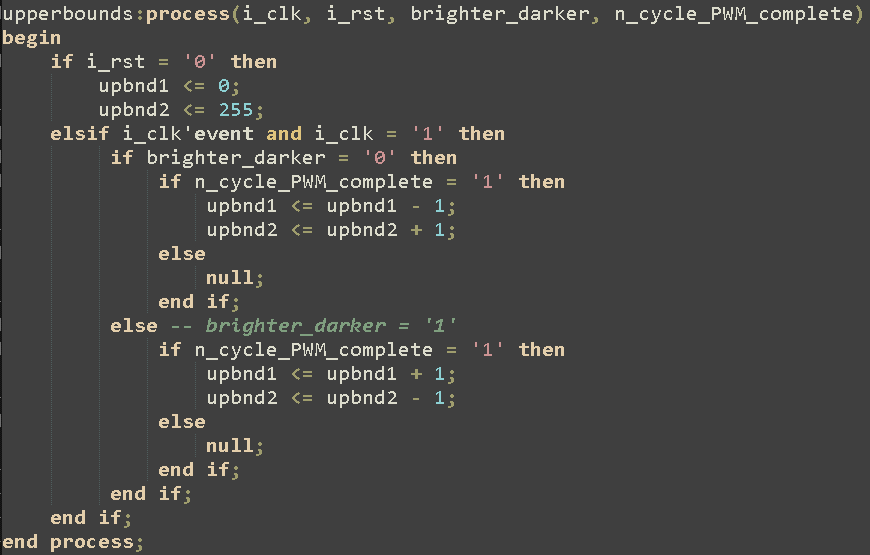 upperbounds:process(i_clk, i_rst, brighter_darker, n_cycle_PWM_complete)
begin
    if i_rst = '0' then
        upbnd1 <= 0;
        upbnd2 <= 255;
    elsif i_clk'event and i_clk = '1' then
         if brighter_darker = '0' then
             if n_cycle_PWM_complete = '1' then
                 upbnd1 <= upbnd1 - 1;
                 upbnd2 <= upbnd2 + 1;
             else
                 null;
             end if;
         else -- brighter_darker = '1'
             if n_cycle_PWM_complete = '1' then
                 upbnd1 <= upbnd1 + 1;
                 upbnd2 <= upbnd2 - 1;
             else
                 null;
             end if;
         end if;
    end if;
end process;